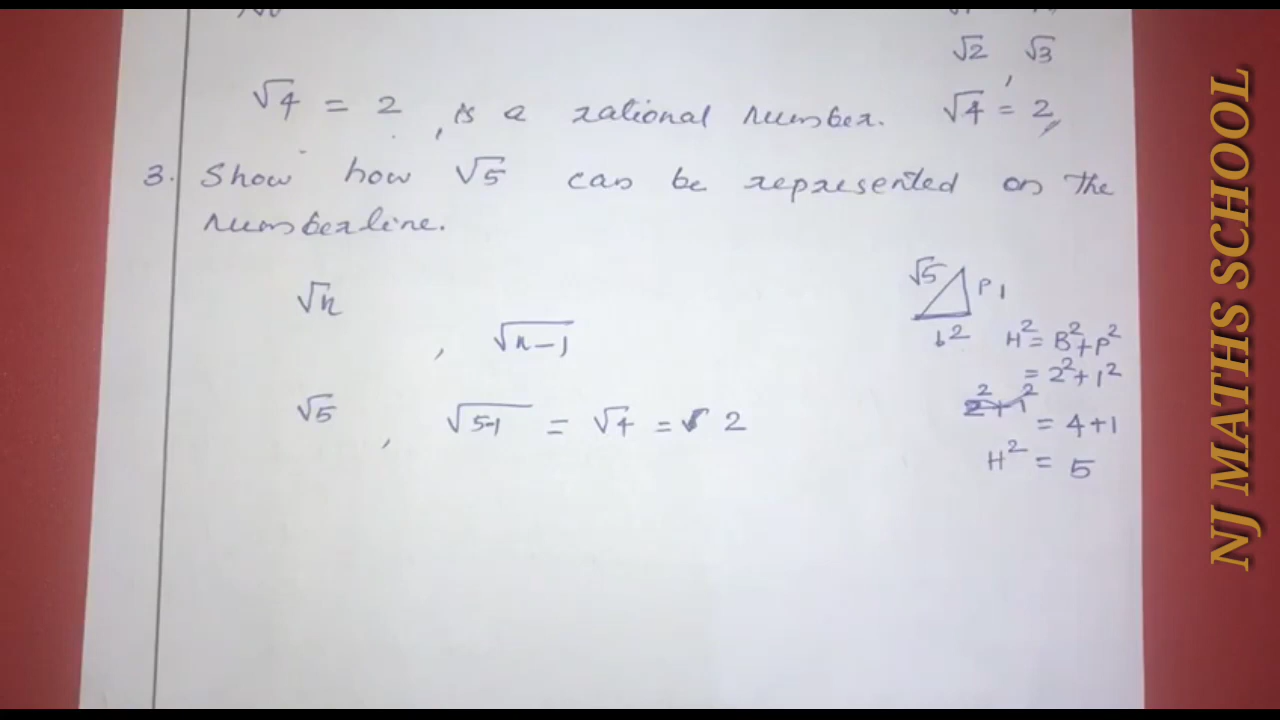 √2 √3
,
√4 = 2 , is a rational number. √4 = 2,
3. Show how √5 can be represented on the
numberline.
√n , √n-1
√5 , √5-1 = √4 = 2
√5 P 1
b 2 H² = B²+P²
= 2²+1²
= 4+1
H² = 5
NJ MATHS SCHOOL